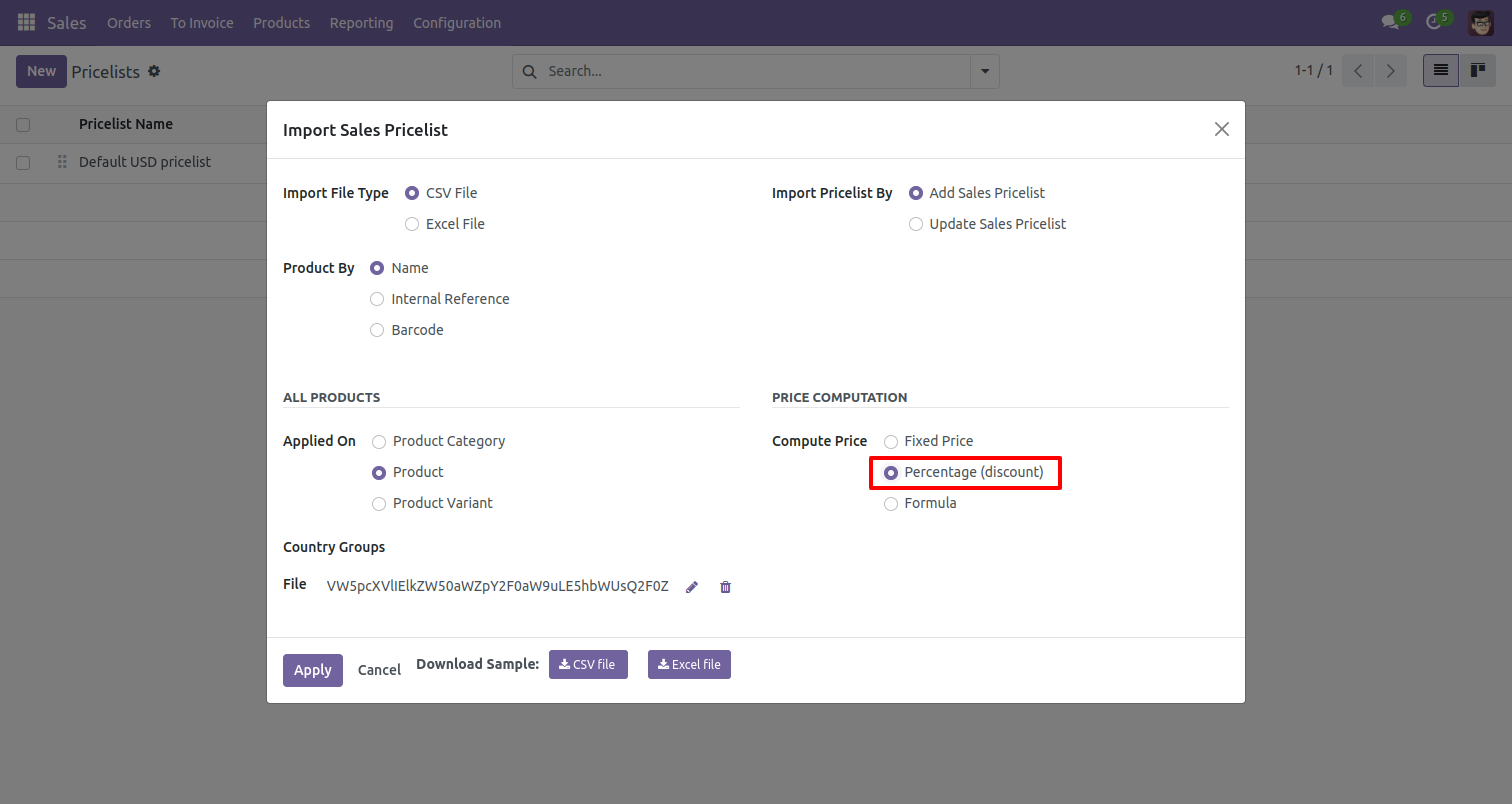 Sales Orders To Invoice Products Reporting Configuration 6 5
New Pricelists Search... 1-1 / 1
Pricelist Name
Default USD pricelist
Import Sales Pricelist
Import File Type CSV File
Excel File
Import Pricelist By Add Sales Pricelist
Update Sales Pricelist
Product By Name
Internal Reference
Barcode
ALL PRODUCTS
Applied On Product Category
Product
Product Variant
PRICE COMPUTATION
Compute Price Fixed Price
Percentage (discount)
Formula
Country Groups
File VW5pcXVlIElkZW50aWZpY2F0aW9uLE5hbWUsQ2F0Z
Apply Cancel Download Sample: CSV file Excel file